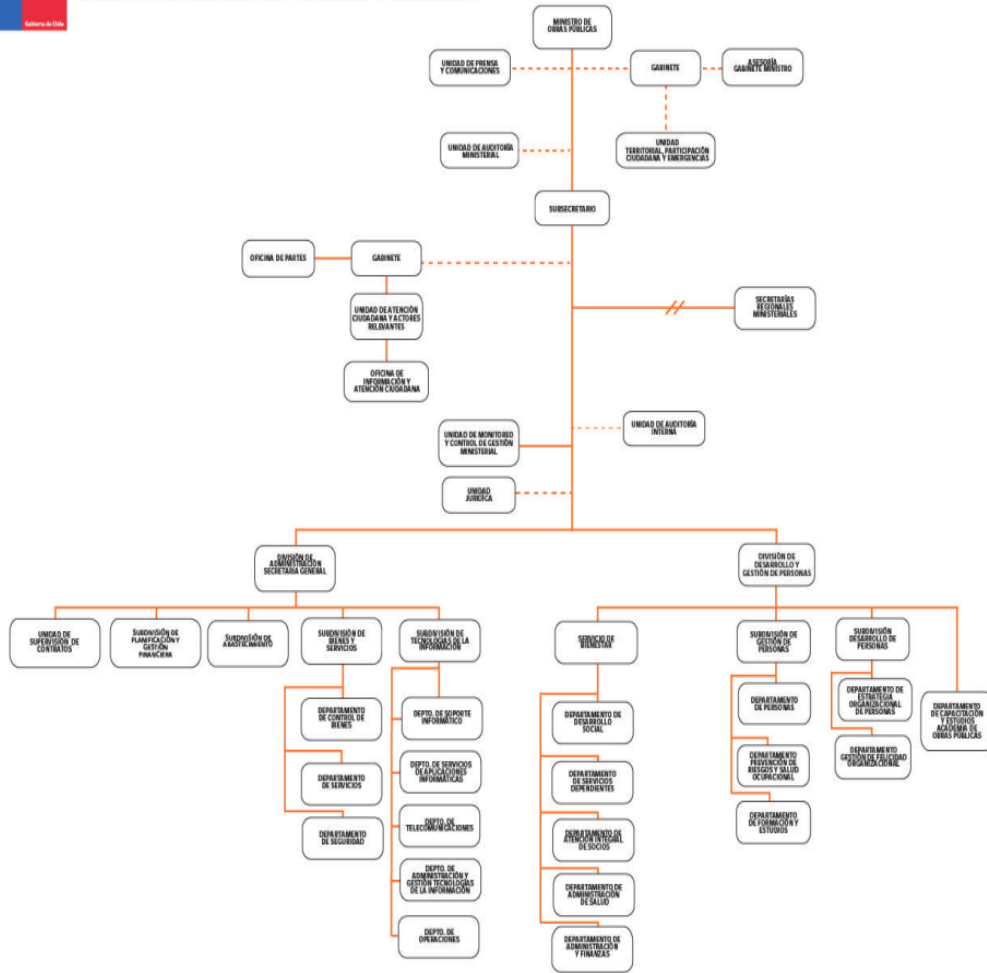 Gobierno de Chile
MINISTRO DE
OBRAS PÚBLICAS
UNIDAD DE PRENSA
Y COMUNICACIONES
GABINETE
ASESORÍA
GABINETE MINISTRO
UNIDAD DE AUDITORÍA
MINISTERIAL
UNIDAD
TERRITORIAL, PARTICIPACIÓN
CIUDADANA Y EMERGENCIAS
SUBSECRETARIO
OFICINA DE PARTES
GABINETE
UNIDAD DE ATENCIÓN
CIUDADANA Y ACTORES
RELEVANTES
SECRETARÍAS
REGIONALES
MINISTERIALES
OFICINA DE
INFORMACIÓN Y
ATENCIÓN CIUDADANA
UNIDAD DE MONITOREO
Y CONTROL DE GESTIÓN
MINISTERIAL
UNIDAD DE AUDITORÍA
INTERNA
UNIDAD
JURÍDICA
DIVISIÓN DE
ADMINISTRACIÓN
SECRETARIA GENERAL
DIVISIÓN DE
DESARROLLO Y
GESTIÓN DE PERSONAS
UNIDAD DE
SUPERVISIÓN DE
CONTRATOS
SUBDIVISIÓN DE
PLANIFICACIÓN Y
GESTIÓN
FINANCIERA
SUBDIVISIÓN DE
ABASTECIMIENTO
SUBDIVISIÓN DE
BIENES Y
SERVICIOS
SUBDIVISIÓN DE
TECNOLOGÍAS DE LA
INFORMACIÓN
SERVICIO DE
BIENESTAR
SUBDIVISIÓN DE
GESTIÓN DE
PERSONAS
SUBDIVISIÓN
DESARROLLO DE
PERSONAS
DEPARTAMENTO
DE CONTROL DE
BIENES
DEPARTAMENTO
DE SERVICIOS
DEPARTAMENTO
DE SEGURIDAD
DEPTO. DE SOPORTE
INFORMÁTICO
DEPTO. DE SERVICIOS
DE APLICACIONES
INFORMÁTICAS
DEPTO. DE
TELECOMUNICACIONES
DEPTO. DE
ADMINISTRACIÓN Y
GESTIÓN TECNOLOGÍAS
DE LA INFORMACIÓN
DEPTO. DE
OPERACIONES
DEPARTAMENTO DE
DESARROLLO
SOCIAL
DEPARTAMENTO
DE SERVICIOS
DEPENDIENTES
DEPARTAMENTO DE
ATENCIÓN INTEGRAL
DE SOCIOS
DEPARTAMENTO DE
ADMINISTRACIÓN
DE SALUD
DEPARTAMENTO DE
ADMINISTRACIÓN
Y FINANZAS
DEPARTAMENTO
DE PERSONAS
DEPARTAMENTO
PREVENCIÓN DE
RIESGOS Y SALUD
OCUPACIONAL
DEPARTAMENTO
DE FORMACIÓN Y
ESTUDIOS
DEPARTAMENTO DE
ESTRATEGIA
ORGANIZACIONAL
DE PERSONAS
DEPARTAMENTO
GESTIÓN DE FELICIDAD
ORGANIZACIONAL
DEPARTAMENTO
DE CAPACITACIÓN
Y ESTUDIOS
ACADEMIA DE
OBRAS PÚBLICAS